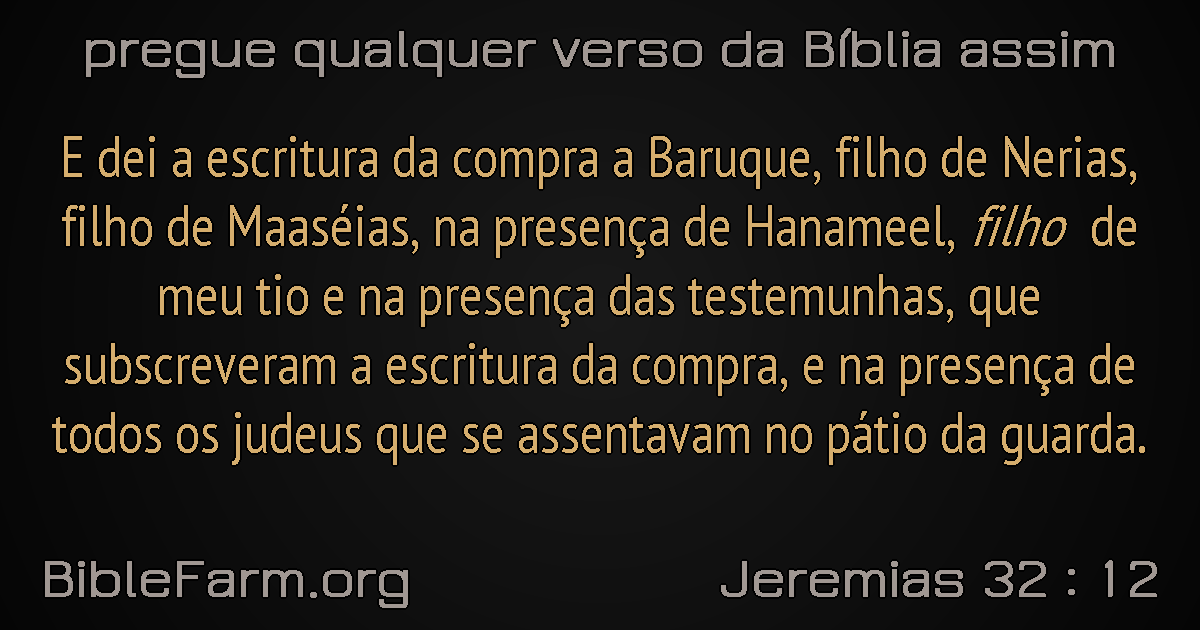 pregue qualquer verso da Bíblia assim
E dei a escritura da compra a Baruque, filho de Nerias,
filho de Maaséias, na presença de Hanameel, filho de
meu tio e na presença das testemunhas, que
subscreveram a escritura da compra, e na presença de
todos os judeus que se assentavam no pátio da guarda.
BibleFarm.org
Jeremias 32 : 12